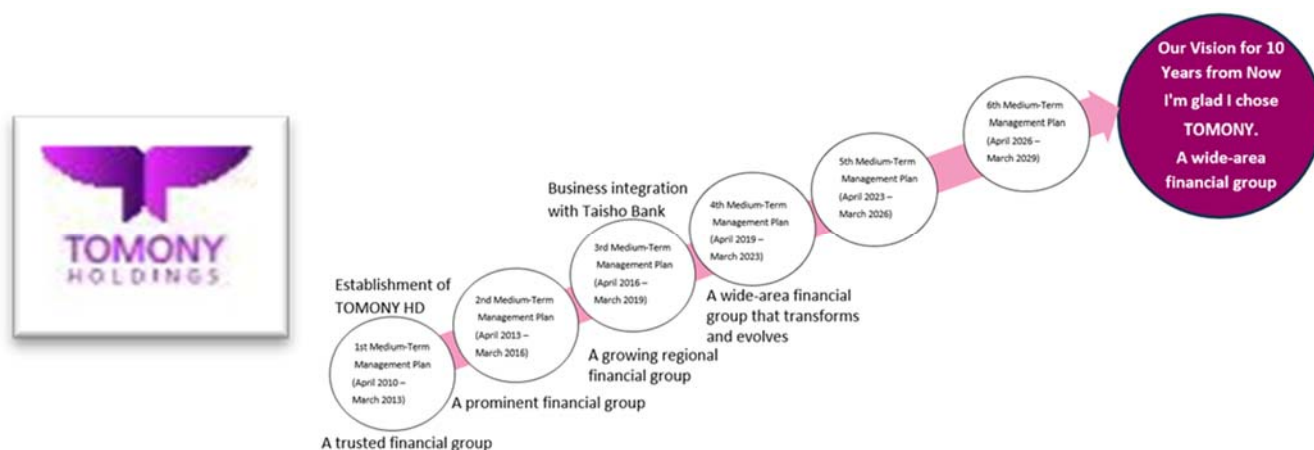 TOMONY
HOLDINGS
Establishment of
TOMONY HD
1st Medium-Term
Management Plan
(April 2010 –
March 2013)
A trusted financial group
2nd Medium-Term
Management Plan
(April 2013 –
March 2016)
A prominent financial group
Business integration
with Taisho Bank
3rd Medium-Term
Management Plan
(April 2016 –
March 2019)
A growing regional
financial group
4th Medium-Term
Management Plan
(April 2019 –
March 2023)
A wide-area financial
group that transforms
and evolves
5th Medium-Term
Management Plan
(April 2023 –
March 2026)
6th Medium-Term
Management Plan
(April 2026 –
March 2029)
Our Vision for 10
Years from Now
I'm glad I chose
TOMONY.
A wide-area
financial group